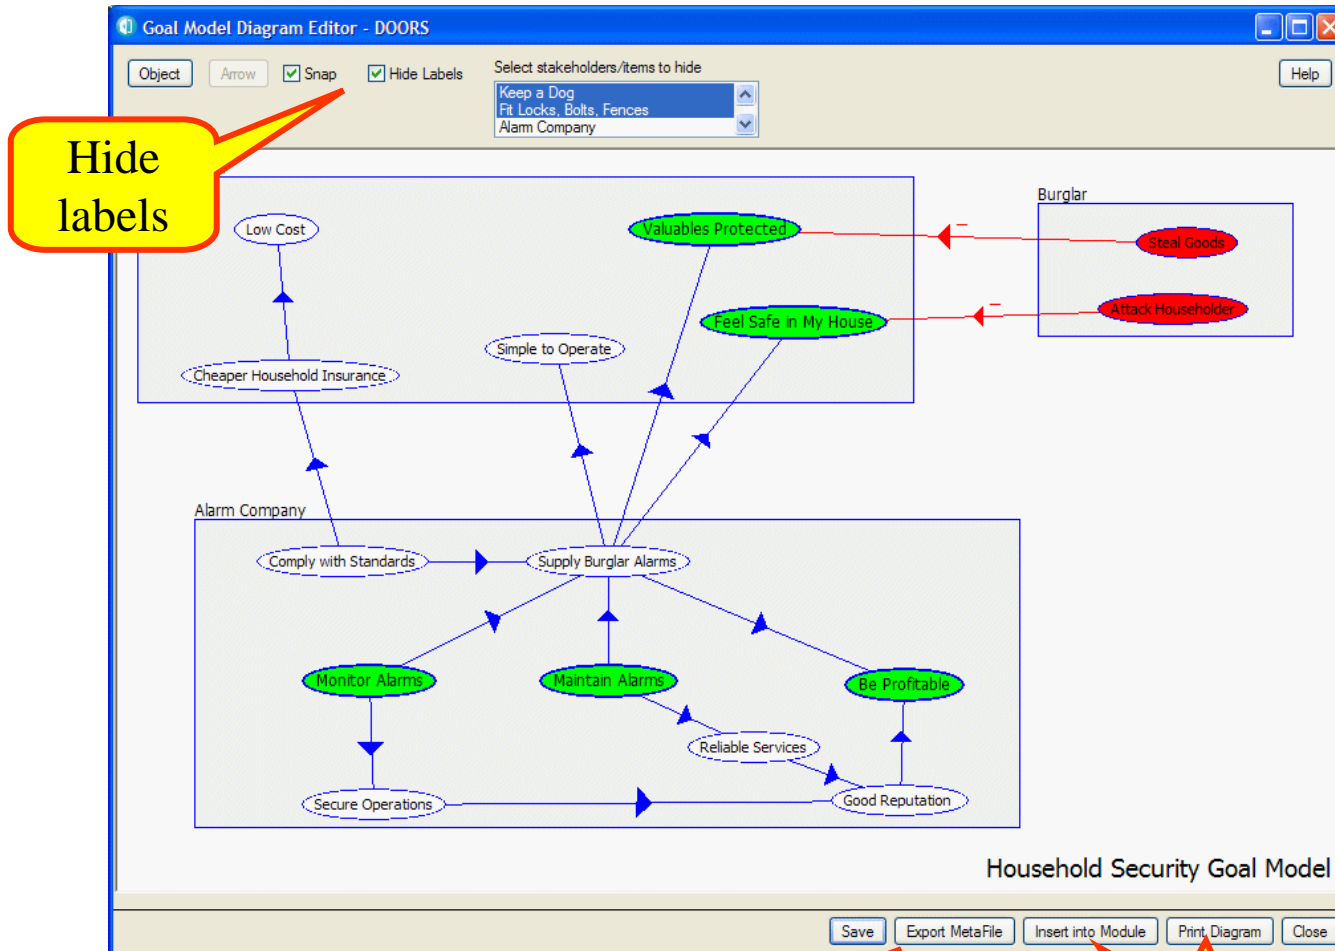 Goal Model Diagram Editor - DOORS
Object
Arrow
Snap
Hide Labels
Select stakeholders/items to hide
Keep a Dog
Fit Locks, Bolts, Fences
Alarm Company
Help
Hide
labels
Burglar
Low Cost
Valuables Protected
–
Steal Goods
–
Attack Householder
Feel Safe in My House
Simple to Operate
Cheaper Household Insurance
Alarm Company
Comply with Standards
Supply Burglar Alarms
Monitor Alarms
Maintain Alarms
Be Profitable
Reliable Services
Secure Operations
Good Reputation
Household Security Goal Model
Save
Export MetaFile
Insert into Module
Print Diagram
Close